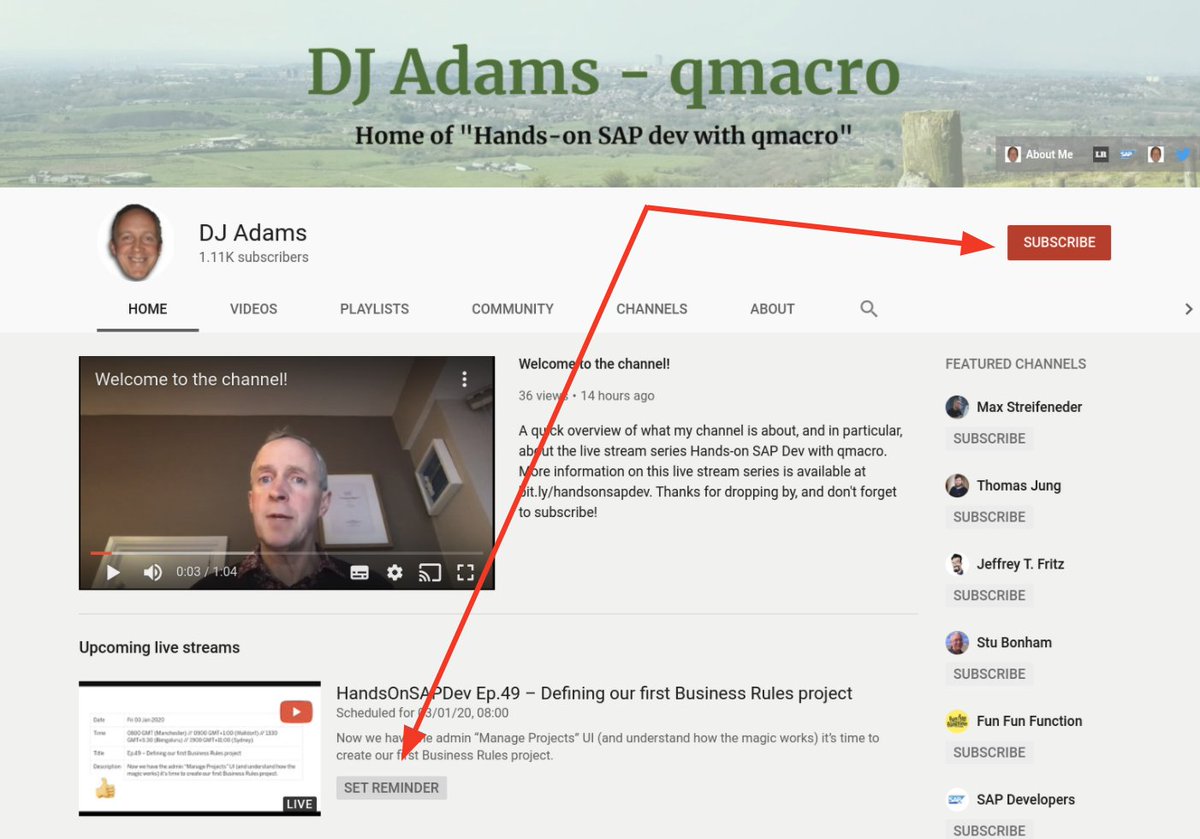 DJ Adams - qmacro
Home of "Hands-on SAP dev with qmacro"
About Me
LR
SAP
DJ Adams
1.11K subscribers
SUBSCRIBE
HOME
VIDEOS
PLAYLISTS
COMMUNITY
CHANNELS
ABOUT
Welcome to the channel!
0:03 / 1:04
Welcome to the channel!
36 views • 14 hours ago
A quick overview of what my channel is about, and in particular,
about the live stream series Hands-on SAP Dev with qmacro.
More information on this live stream series is available at
bit.ly/handsonsapdev. Thanks for dropping by, and don't forget
to subscribe!
Upcoming live streams
Date Fri 03 Jan 2020
Time 0800 GMT (Manchester) // 0900 GMT+1:00 (Walldorf) // 1330
GMT+5:30 (Bengaluru) // 1900 GMT+11:00 (Sydney)
Title Ep.49 – Defining our first Business Rules project
Description Now we have the admin "Manage Projects" UI (and understand how the
magic works) it's time to create our first Business Rules project.
LIVE
HandsOnSAPDev Ep.49 – Defining our first Business Rules project
Scheduled for 03/01/20, 08:00
Now we have the admin “Manage Projects” UI (and understand how the magic works) it’s time to
create our first Business Rules project.
SET REMINDER
FEATURED CHANNELS
Max Streifeneder
SUBSCRIBE
Thomas Jung
SUBSCRIBE
Jeffrey T. Fritz
SUBSCRIBE
Stu Bonham
SUBSCRIBE
Fun Fun Function
Fun Fun Function
SUBSCRIBE
SAP
SAP Developers
SUBSCRIBE